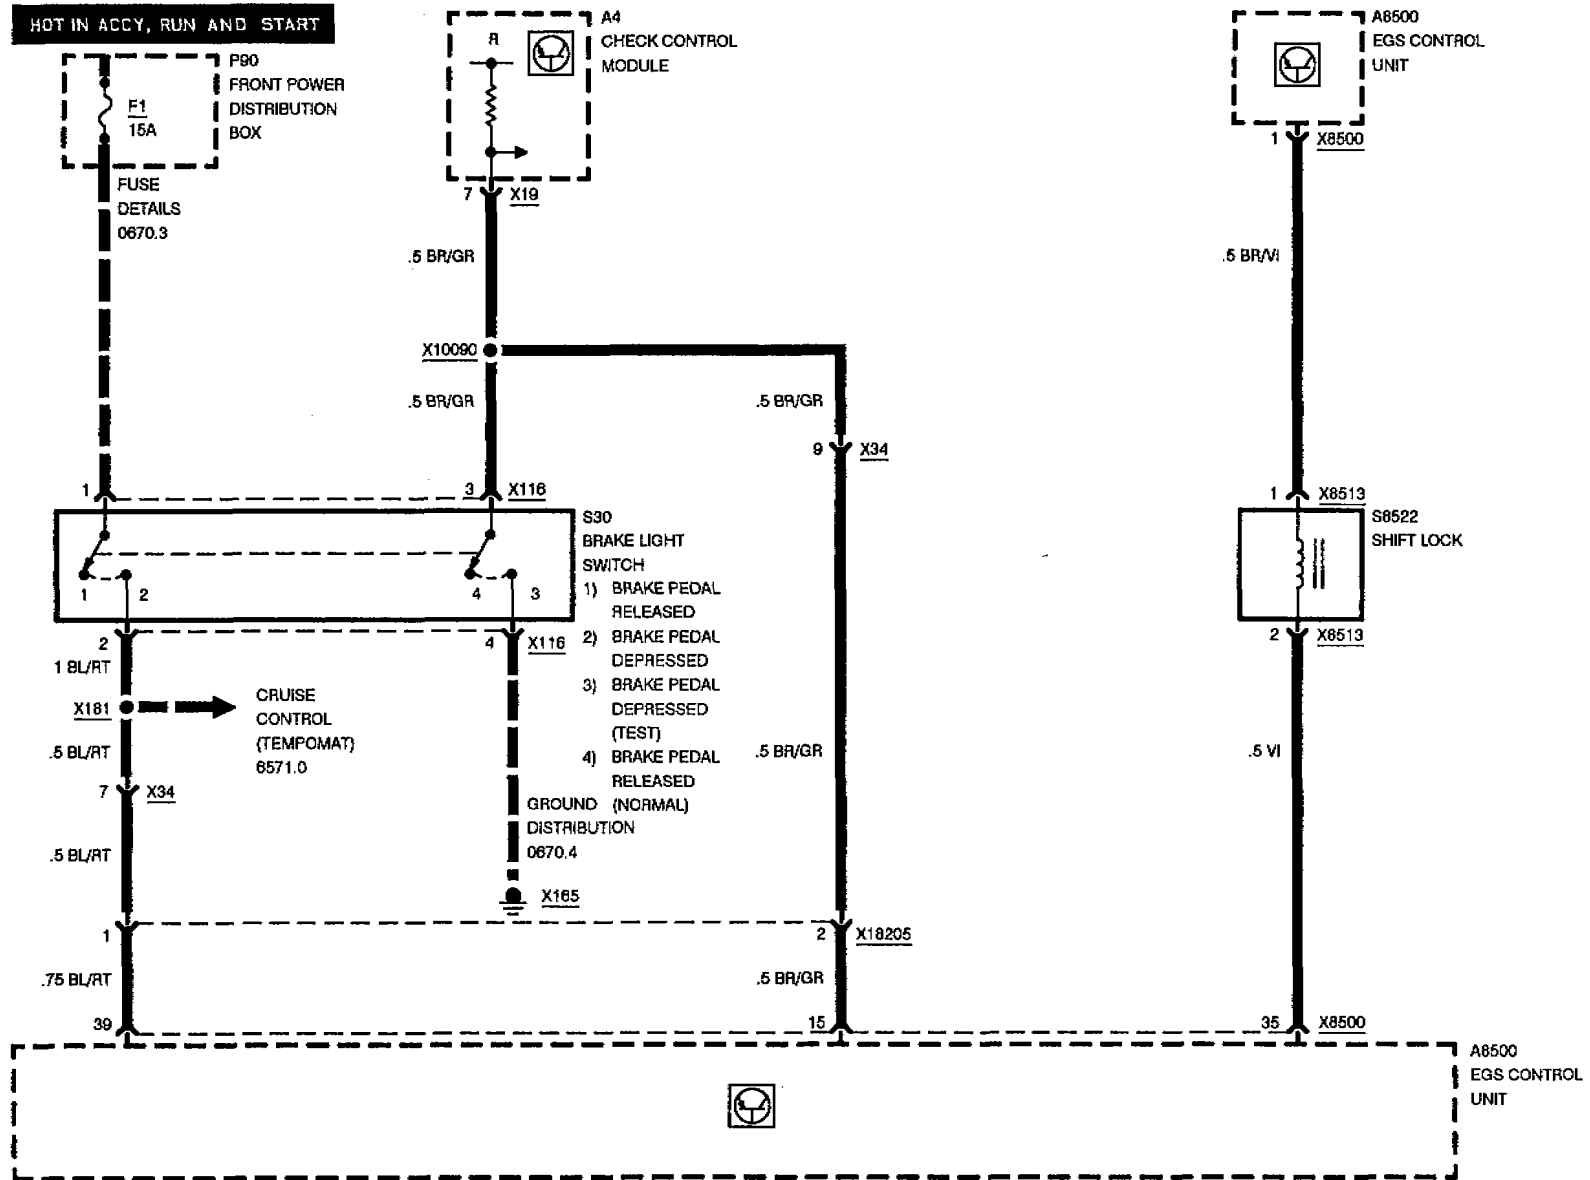 HOT IN ACCY, RUN AND START
P90
FRONT POWER
DISTRIBUTION
BOX
F1
15A
FUSE
DETAILS
0670.3
A4
CHECK CONTROL
MODULE
R
7 X19
.5 BR/GR
X10090
.5 BR/GR
.5 BR/GR
9 X34
A8500
EGS CONTROL
UNIT
1 X8500
.5 BR/VI
1
3 X116
1 X8513
S30
BRAKE LIGHT
SWITCH
1) BRAKE PEDAL
RELEASED
2) BRAKE PEDAL
DEPRESSED
3) BRAKE PEDAL
DEPRESSED
(TEST)
4) BRAKE PEDAL
RELEASED
(NORMAL)
1 2
4 3
S8522
SHIFT LOCK
2
4 X116
2 X8513
1 BL/RT
X181
CRUISE
CONTROL
(TEMPOMAT)
6571.0
.5 BL/RT
.5 BR/GR
.5 VI
7 X34
GROUND
DISTRIBUTION
0670.4
.5 BL/RT
X165
1
2 X18205
.75 BL/RT
.5 BR/GR
39
15
35 X8500
A8500
EGS CONTROL
UNIT